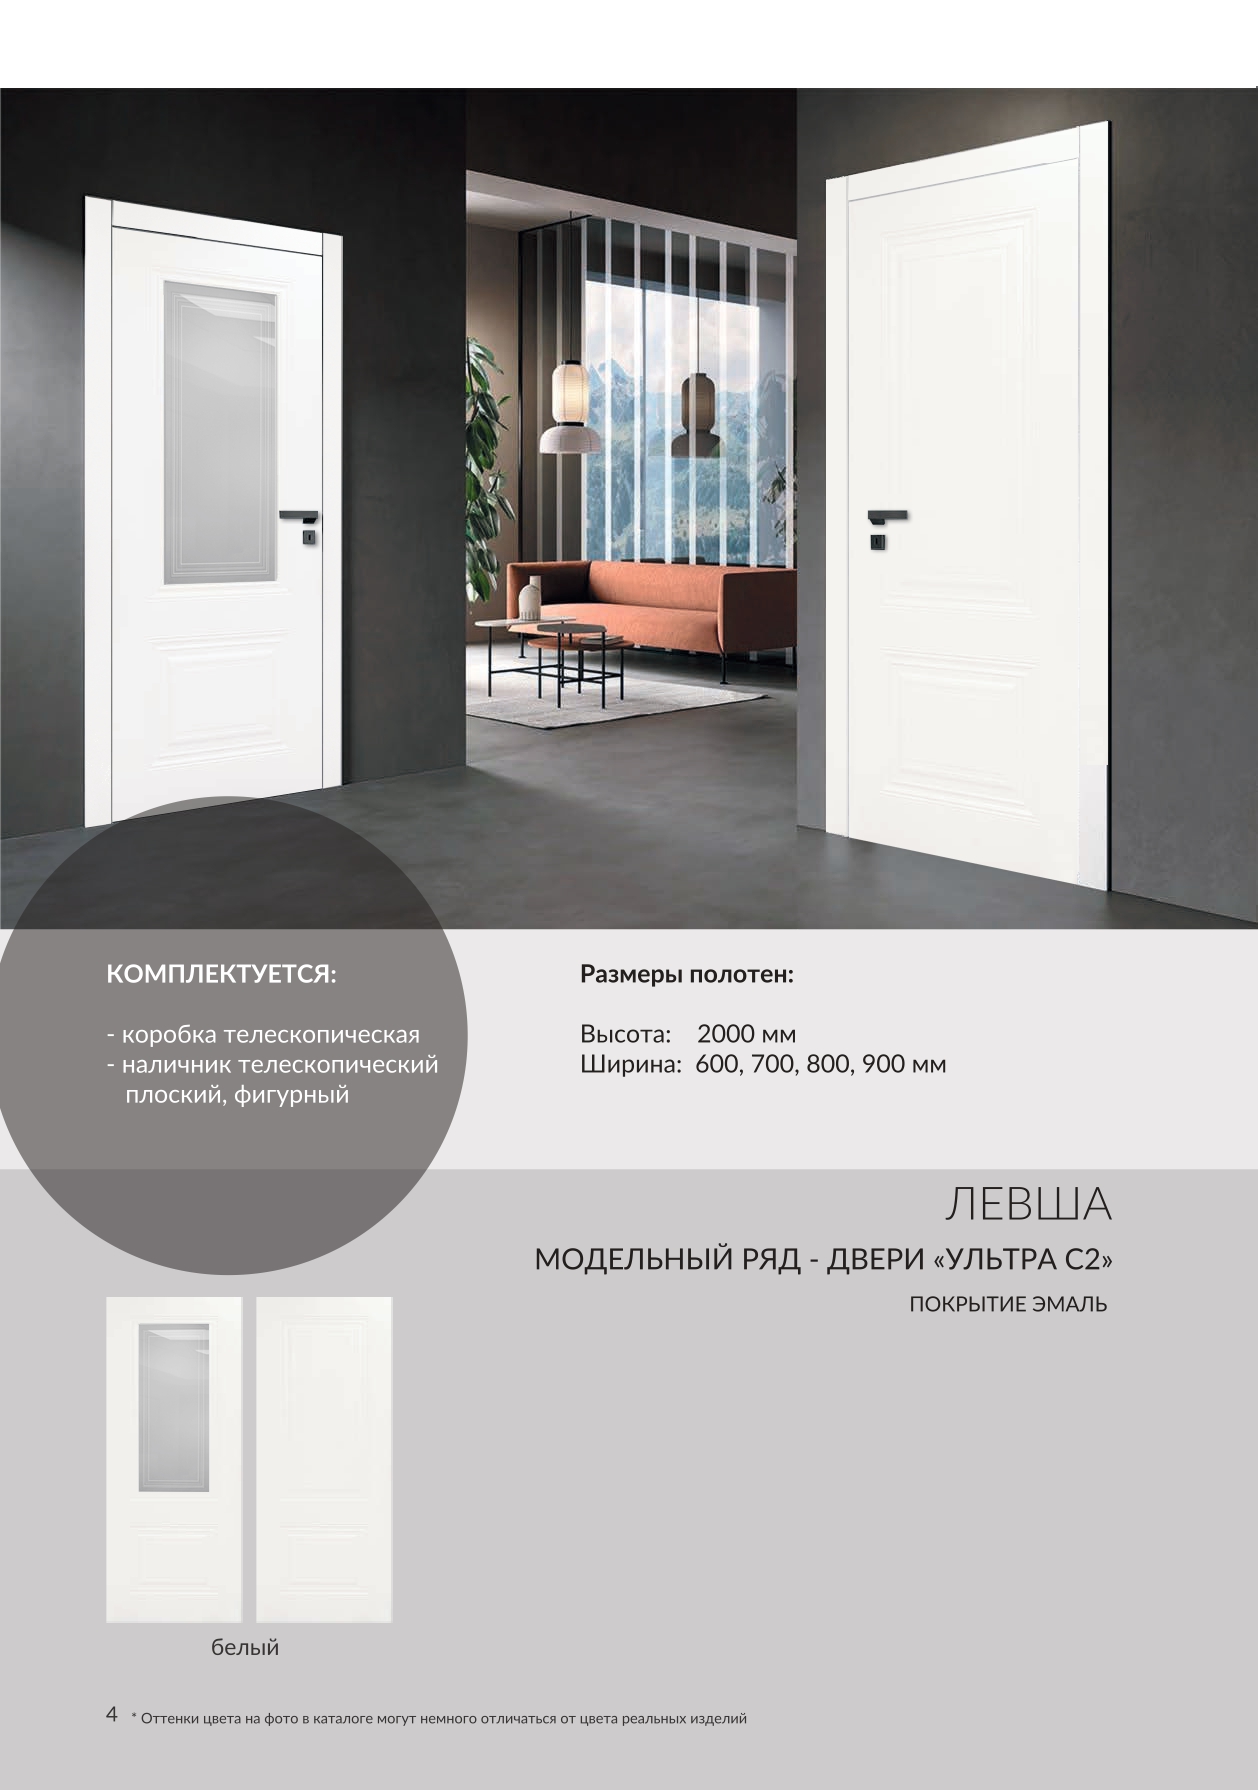 КОМПЛЕКТУЕТСЯ:
- коробка телескопическая
- наличник телескопический
плоский, фигурный
Размеры полотен:
Высота: 2000 мм
Ширина: 600, 700, 800, 900 мм
ЛЕВША
МОДЕЛЬНЫЙ РЯД - ДВЕРИ «УЛЬТРА С2»
ПОКРЫТИЕ ЭМАЛЬ
белый
4 * Оттенки цвета на фото в каталоге могут немного отличаться от цвета реальных изделий